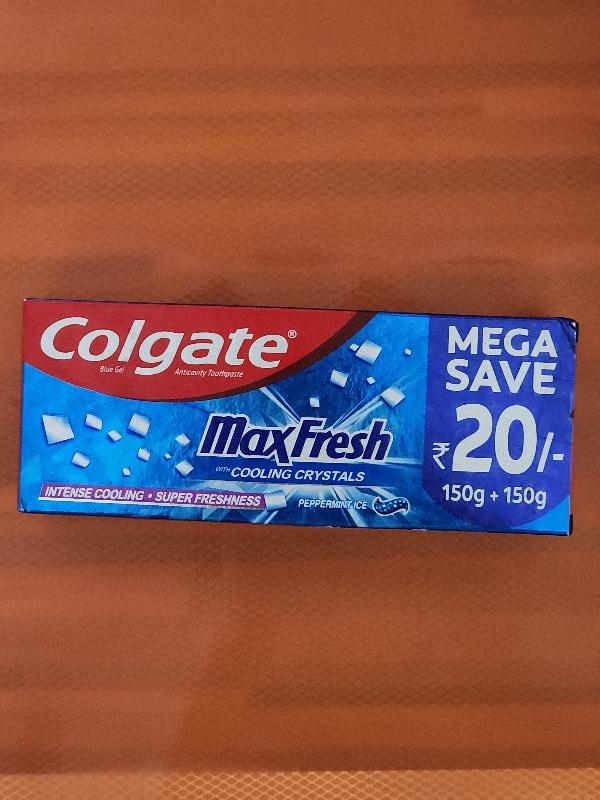 Colgate®
Blue Gel Anticavity Toothpaste
MaxFresh
WITH COOLING CRYSTALS
INTENSE COOLING • SUPER FRESHNESS
PEPPERMINT ICE
MEGA
SAVE
₹20/-
150g + 150g